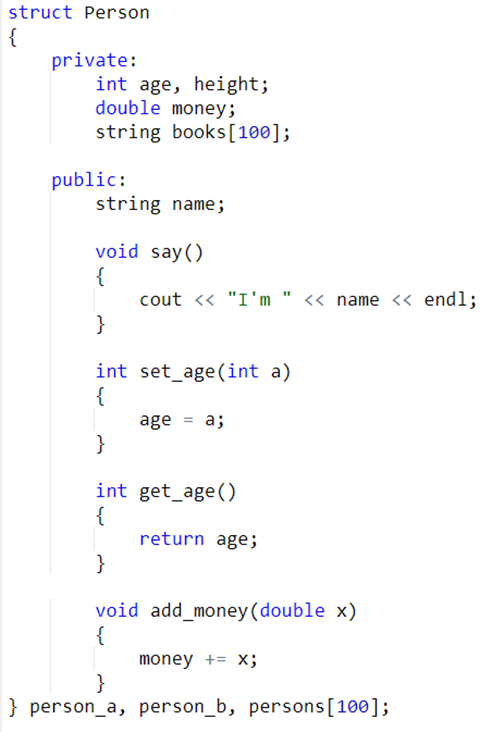 struct Person
{
    private:
        int age, height;
        double money;
        string books[100];

    public:
        string name;

        void say()
        {
            cout << "I'm " << name << endl;
        }

        int set_age(int a)
        {
            age = a;
        }

        int get_age()
        {
            return age;
        }

        void add_money(double x)
        {
            money += x;
        }
} person_a, person_b, persons[100];